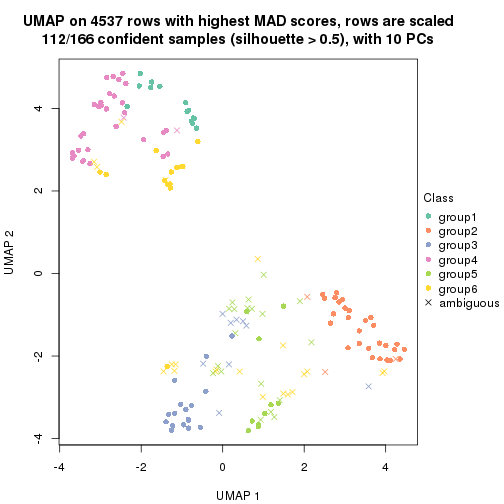 UMAP on 4537 rows with highest MAD scores, rows are scaled
112/166 confident samples (silhouette > 0.5), with 10 PCs
4
2
0
-2
-4
UMAP 2
-4
-2
0
2
4
UMAP 1
Class
group1
group2
group3
group4
group5
group6
ambiguous